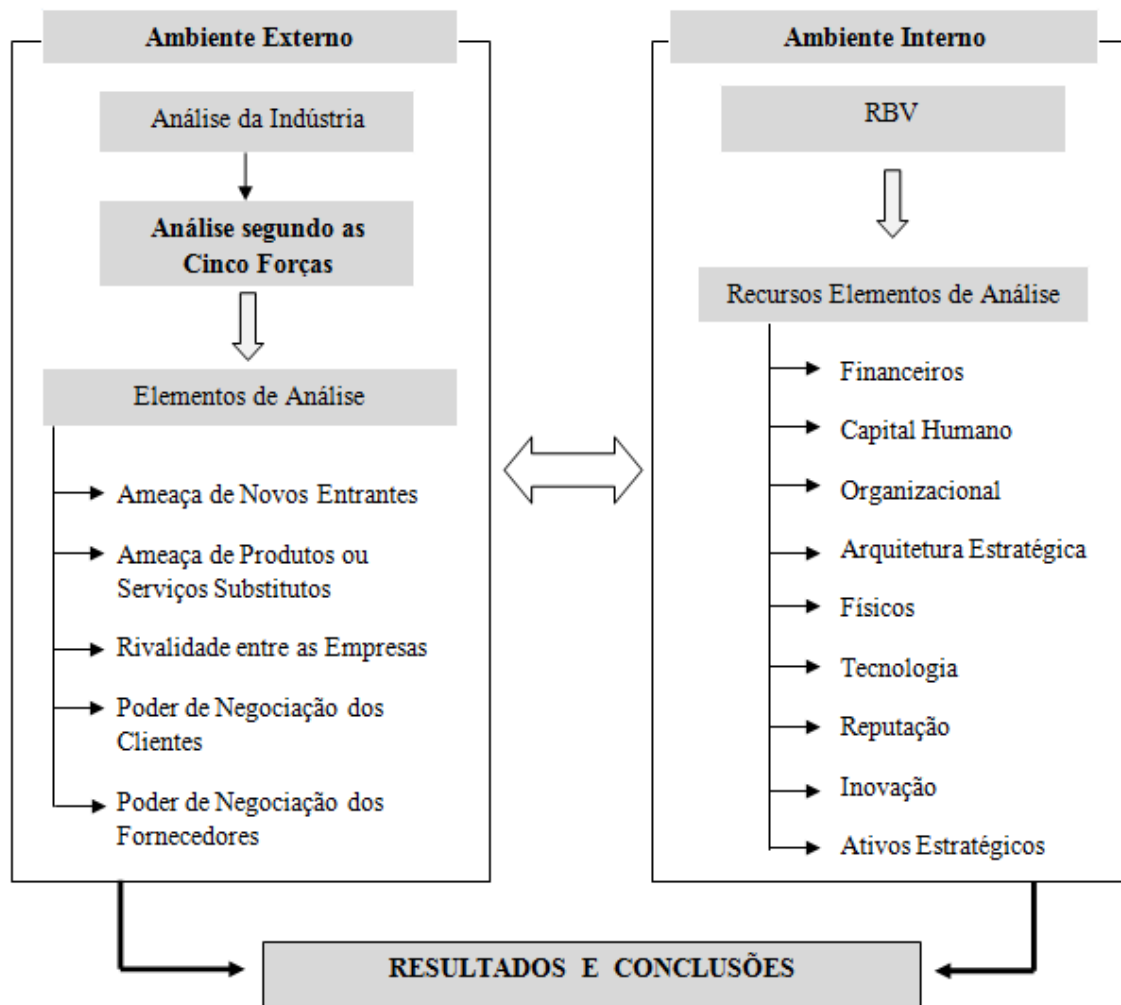 Ambiente Externo
Análise da Indústria
Análise segundo as
Cinco Forças
Elementos de Análise
Ameaça de Novos Entrantes
Ameaça de Produtos ou
Serviços Substitutos
Rivalidade entre as Empresas
Poder de Negociação dos
Clientes
Poder de Negociação dos
Fornecedores
Ambiente Interno
RBV
Recursos Elementos de Análise
Financeiros
Capital Humano
Organizacional
Arquitetura Estratégica
Físicos
Tecnologia
Reputação
Inovação
Ativos Estratégicos
RESULTADOS E CONCLUSÕES